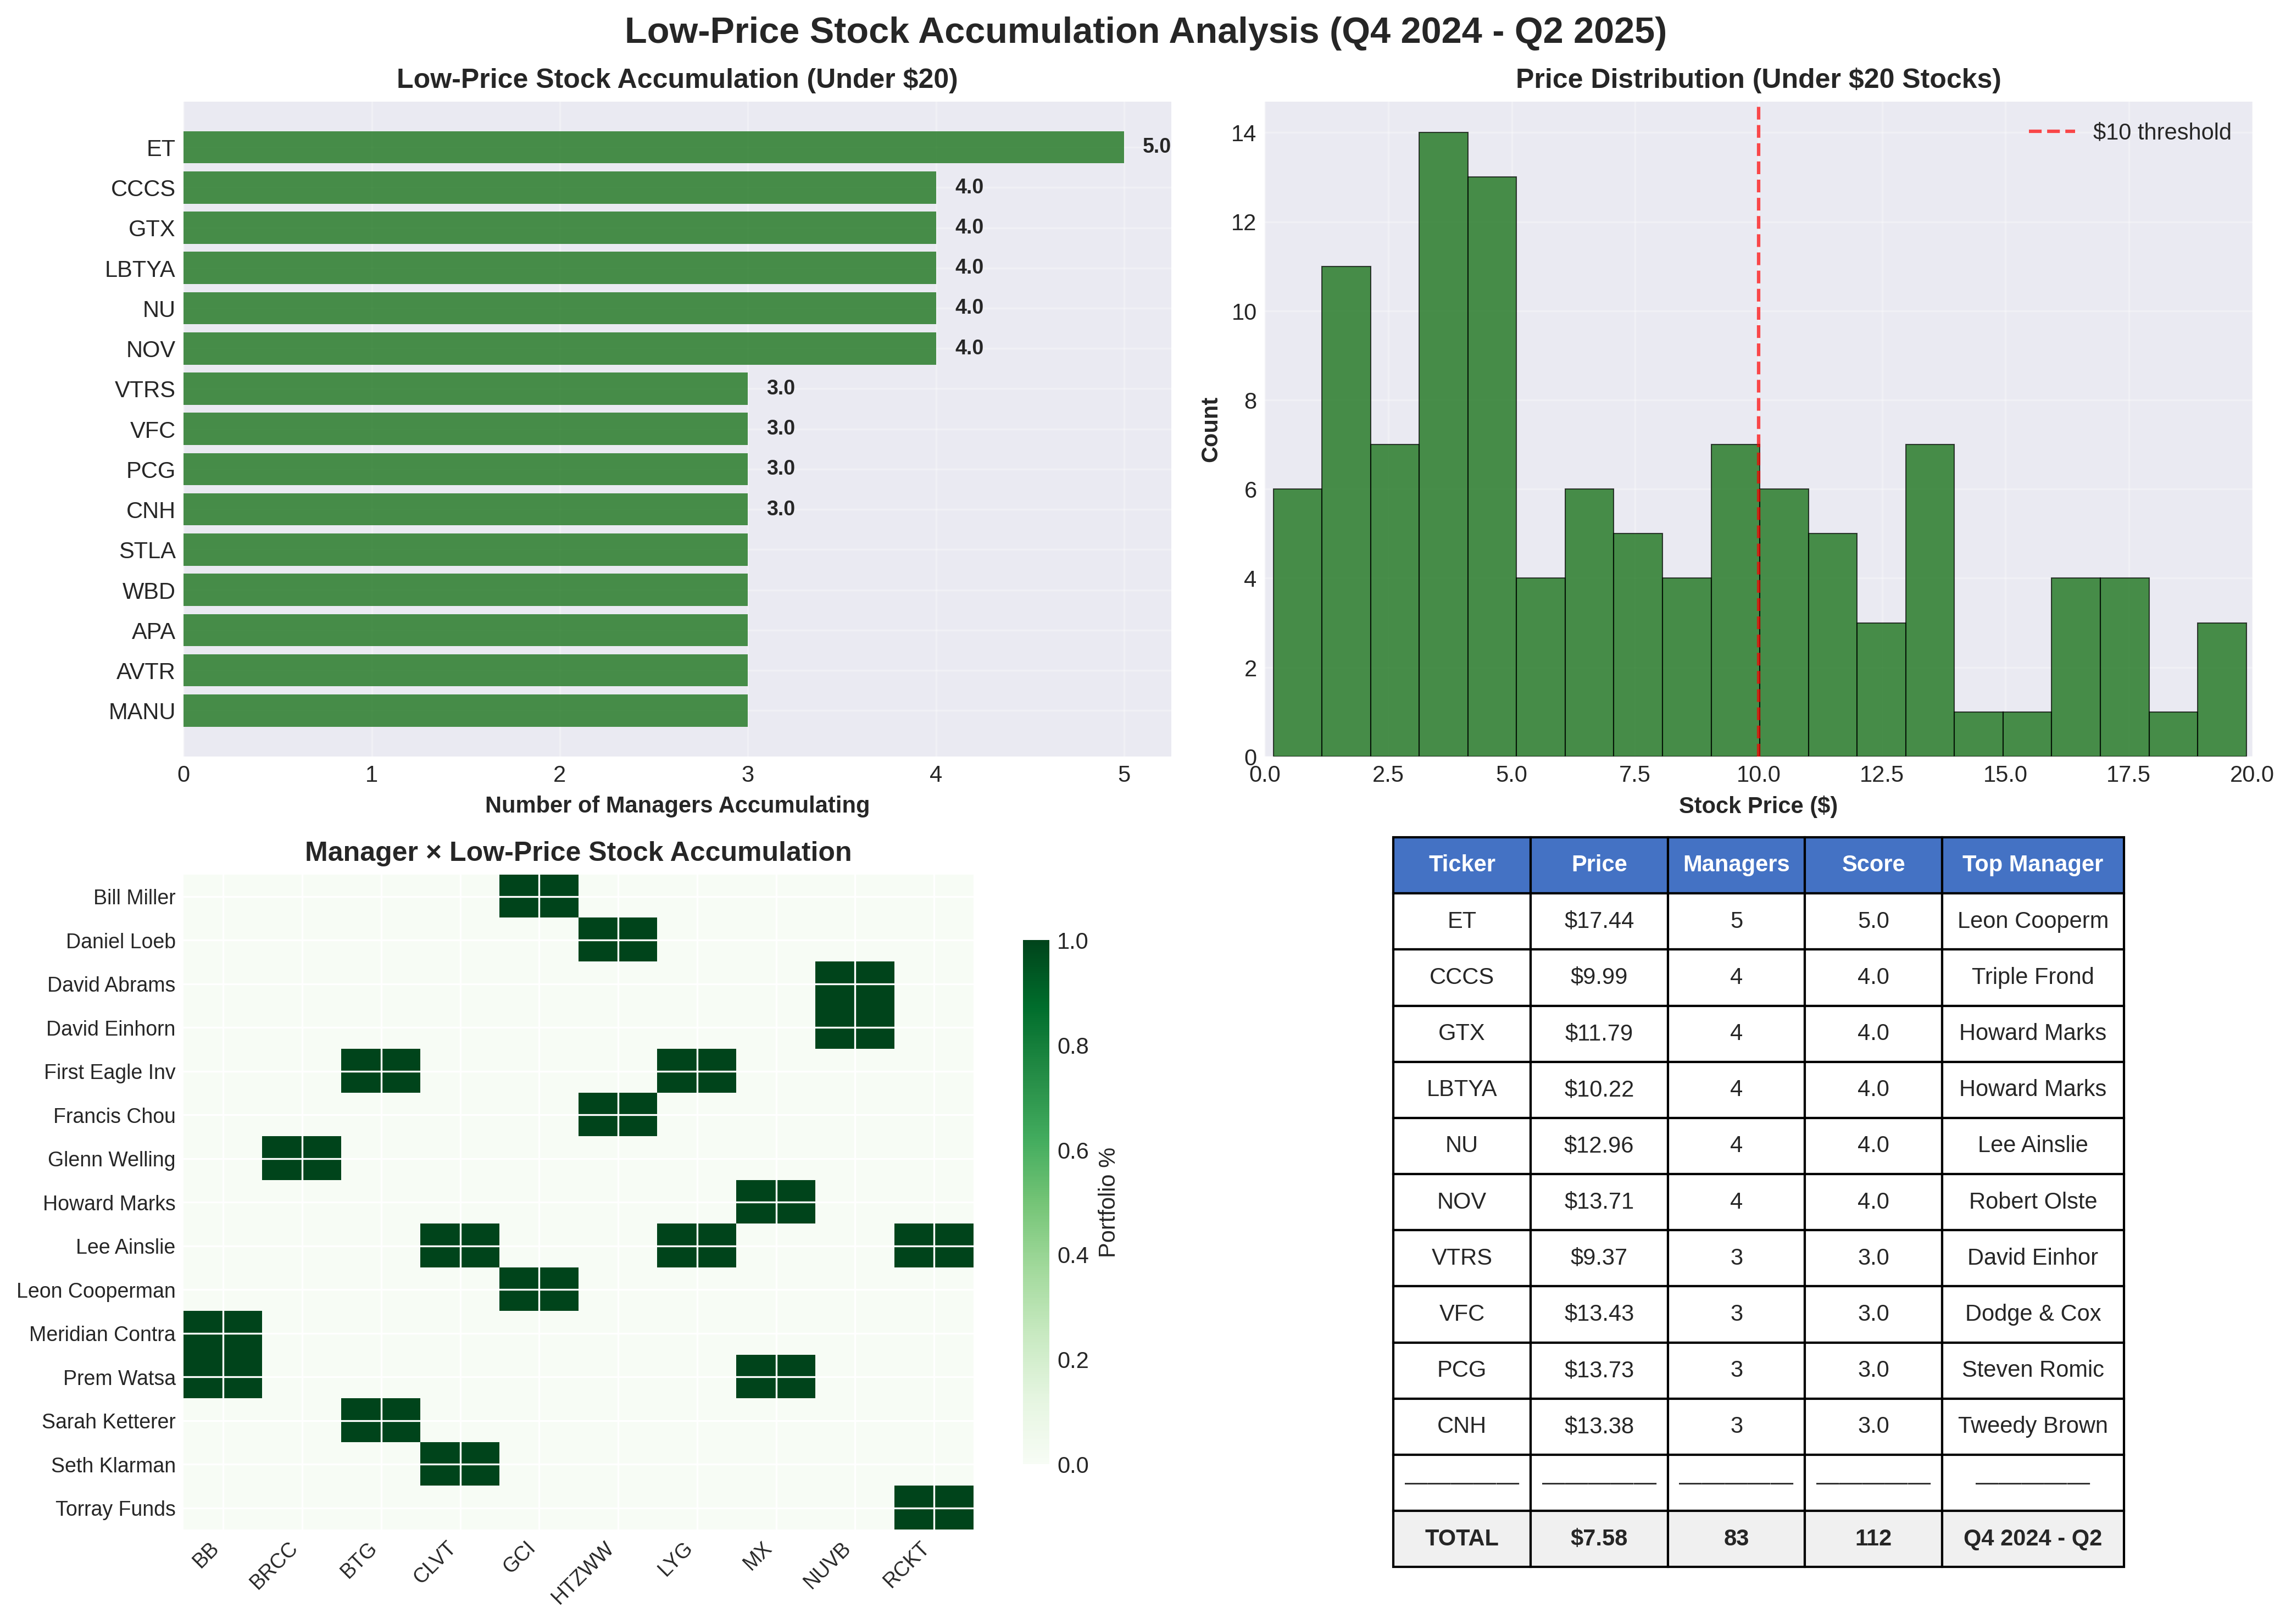 Low-Price Stock Accumulation Analysis (Q4 2024 - Q2 2025)
Low-Price Stock Accumulation (Under $20)
ET 5.0
CCCS 4.0
GTX 4.0
LBTYA 4.0
NU 4.0
NOV 4.0
VTRS 3.0
VFC 3.0
PCG 3.0
CNH 3.0
STLA
WBD
APA
AVTR
MANU
0 1 2 3 4 5
Number of Managers Accumulating
Price Distribution (Under $20 Stocks)
$10 threshold
14
12
10
8
6
4
2
0
Count
0.0 2.5 5.0 7.5 10.0 12.5 15.0 17.5 20.0
Stock Price ($)
Manager × Low-Price Stock Accumulation
Bill Miller
Daniel Loeb
David Abrams
David Einhorn
First Eagle Inv
Francis Chou
Glenn Welling
Howard Marks
Lee Ainslie
Leon Cooperman
Meridian Contra
Prem Watsa
Sarah Ketterer
Seth Klarman
Torray Funds
BB BRCC BTG CLVT GCI HTZWW LYG MX NUVB RCKT
1.0
0.8
0.6
0.4
0.2
0.0
Portfolio %
Ticker Price Managers Score Top Manager
ET $17.44 5 5.0 Leon Cooperm
CCCS $9.99 4 4.0 Triple Frond
GTX $11.79 4 4.0 Howard Marks
LBTYA $10.22 4 4.0 Howard Marks
NU $12.96 4 4.0 Lee Ainslie
NOV $13.71 4 4.0 Robert Olste
VTRS $9.37 3 3.0 David Einhor
VFC $13.43 3 3.0 Dodge & Cox
PCG $13.73 3 3.0 Steven Romic
CNH $13.38 3 3.0 Tweedy Brown
TOTAL $7.58 83 112 Q4 2024 - Q2